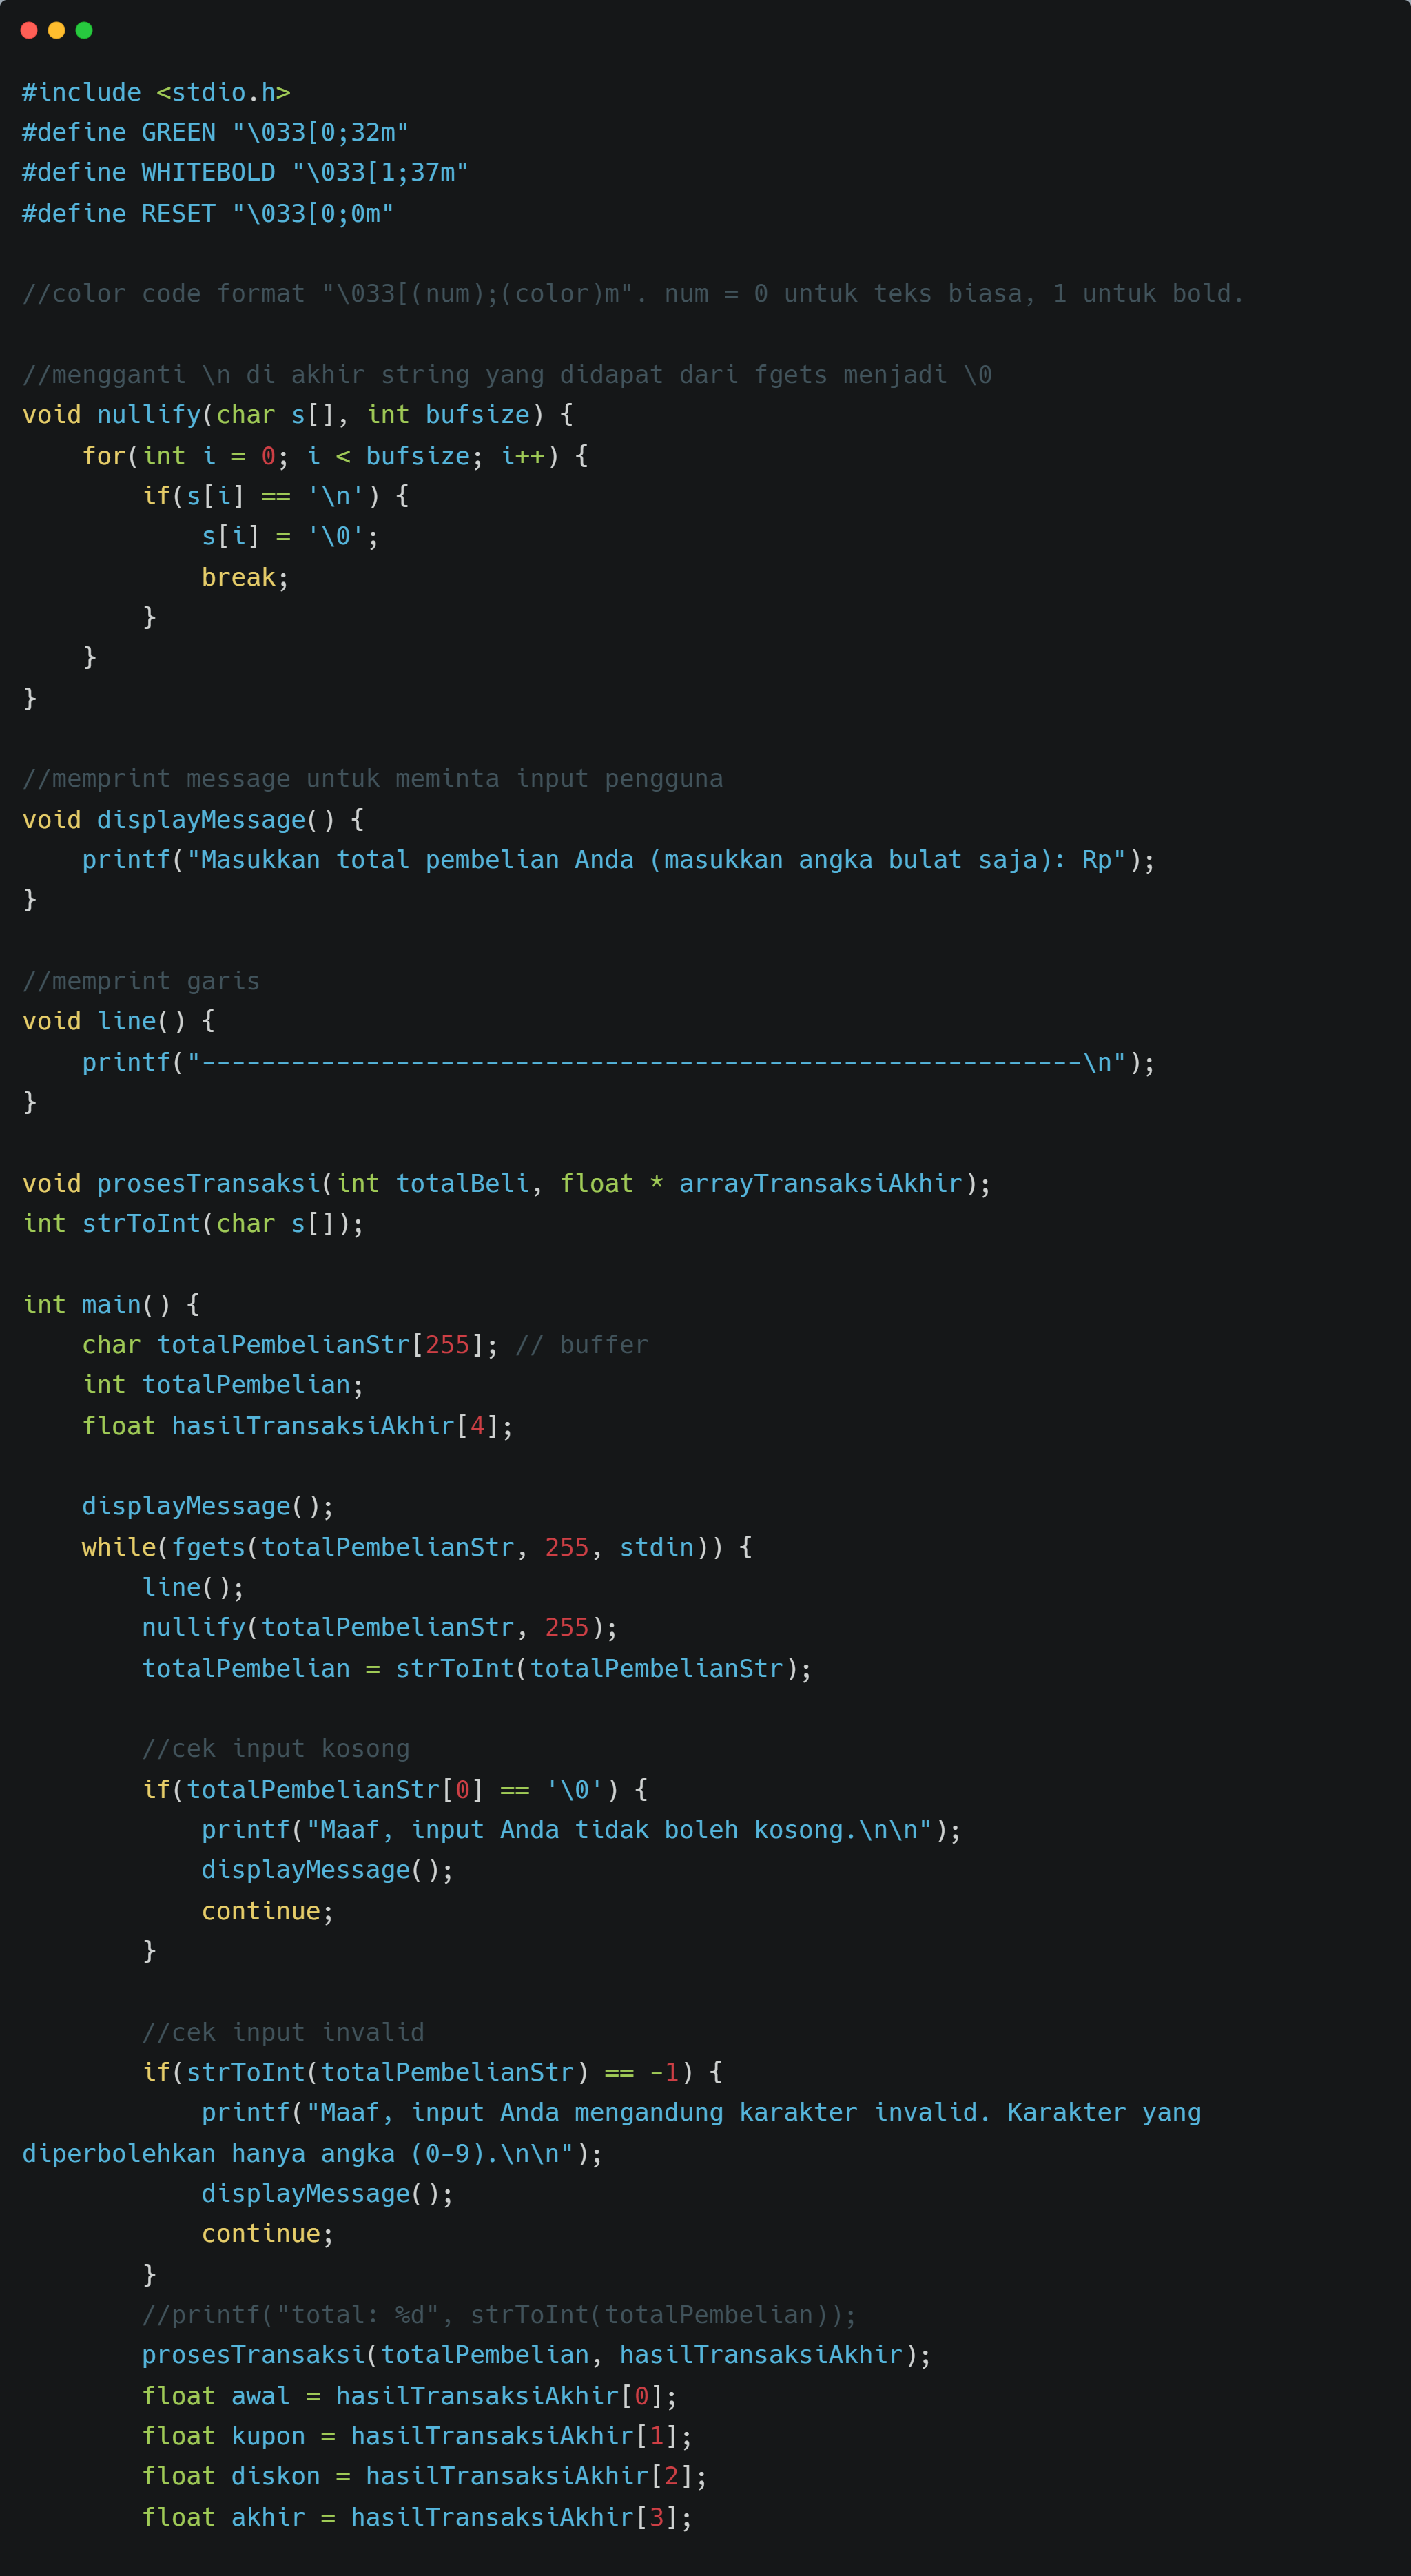 #include <stdio.h>
#define GREEN "\033[0;32m"
#define WHITEBOLD "\033[1;37m"
#define RESET "\033[0;0m"

//color code format "\033[(num);(color)m". num = 0 untuk teks biasa, 1 untuk bold.

//mengganti \n di akhir string yang didapat dari fgets menjadi \0
void nullify(char s[], int bufsize) {
    for(int i = 0; i < bufsize; i++) {
        if(s[i] == '\n') {
            s[i] = '\0';
            break;
        }
    }
}

//memprint message untuk meminta input pengguna
void displayMessage() {
    printf("Masukkan total pembelian Anda (masukkan angka bulat saja): Rp");
}

//memprint garis
void line() {
    printf("-----------------------------------------------------------\n");
}

void prosesTransaksi(int totalBeli, float * arrayTransaksiAkhir);
int strToInt(char s[]);

int main() {
    char totalPembelianStr[255]; // buffer
    int totalPembelian;
    float hasilTransaksiAkhir[4];

    displayMessage();
    while(fgets(totalPembelianStr, 255, stdin)) {
        line();
        nullify(totalPembelianStr, 255);
        totalPembelian = strToInt(totalPembelianStr);

        //cek input kosong
        if(totalPembelianStr[0] == '\0') {
            printf("Maaf, input Anda tidak boleh kosong.\n\n");
            displayMessage();
            continue;
        }

        //cek input invalid
        if(strToInt(totalPembelianStr) == -1) {
            printf("Maaf, input Anda mengandung karakter invalid. Karakter yang
diperbolehkan hanya angka (0-9).\n\n");
            displayMessage();
            continue;
        }
        //printf("total: %d", strToInt(totalPembelian));
        prosesTransaksi(totalPembelian, hasilTransaksiAkhir);
        float awal = hasilTransaksiAkhir[0];
        float kupon = hasilTransaksiAkhir[1];
        float diskon = hasilTransaksiAkhir[2];
        float akhir = hasilTransaksiAkhir[3];